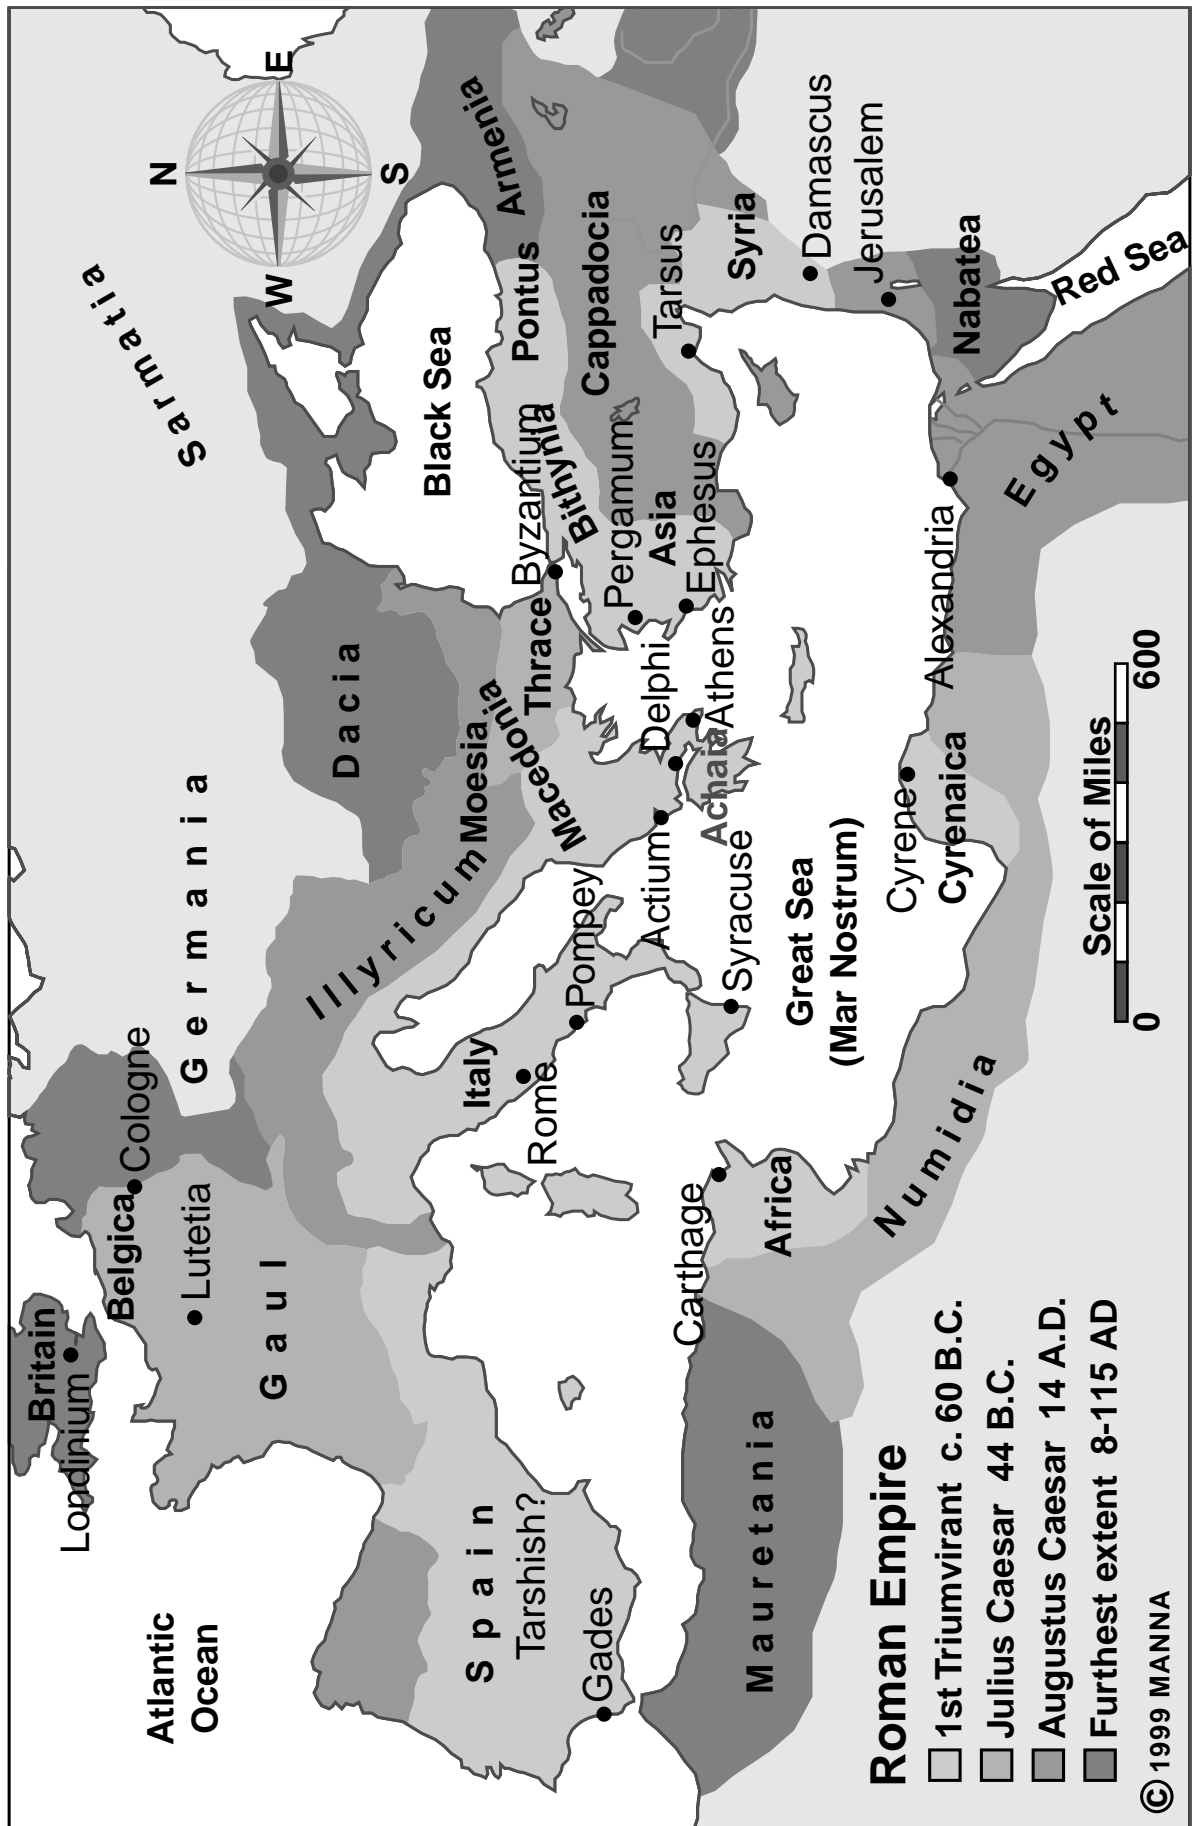 N
W
E
S
Sarmatia
Germania
Britain
Londinium
Belgica
Cologne
Lutetia
Gaul
Atlantic
Ocean
Dacia
Illyricum
Moesia
Macedonia
Thrace
Byzantium
Black Sea
Bithynia
Pontus
Armenia
Cappadocia
Pergamum
Asia
Ephesus
Tarsus
Syria
Damascus
Jerusalem
Nabatea
Red Sea
Egypt
Alexandria
Italy
Rome
Pompey
Actium
Delphi
Athens
Achaia
Syracuse
Great Sea
(Mar Nostrum)
Cyrene
Cyrenaica
Spain
Tarshish?
Gades
Carthage
Africa
Numidia
Mauretania
Roman Empire
1st Triumvirant c. 60 B.C.
Julius Caesar 44 B.C.
Augustus Caesar 14 A.D.
Furthest extent 8-115 AD
© 1999 MANNA
Scale of Miles
0
600